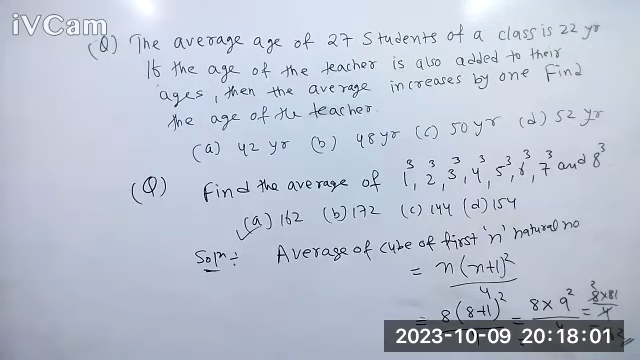 iVCam
(Q) The average age of 27 Students of a class is 22 yr
If the age of the teacher is also added to their
ages, then the average increases by one Find
the age of the teacher.
(a) 42 yr (b) 48 yr (c) 50 yr (d) 52 yr
(Q) Find the average of 1³, 2³, 3³, 4³, 5³, 6³, 7³ and 8³
(a) 162 (b) 172 (c) 144 (d) 154
Solⁿ ÷ Average of cube of first 'n' natural no
= n(n+1)²/4
= 8(8+1)²/4 = 8×9²/4 = 8×81/4
2023-10-09 20:18:01